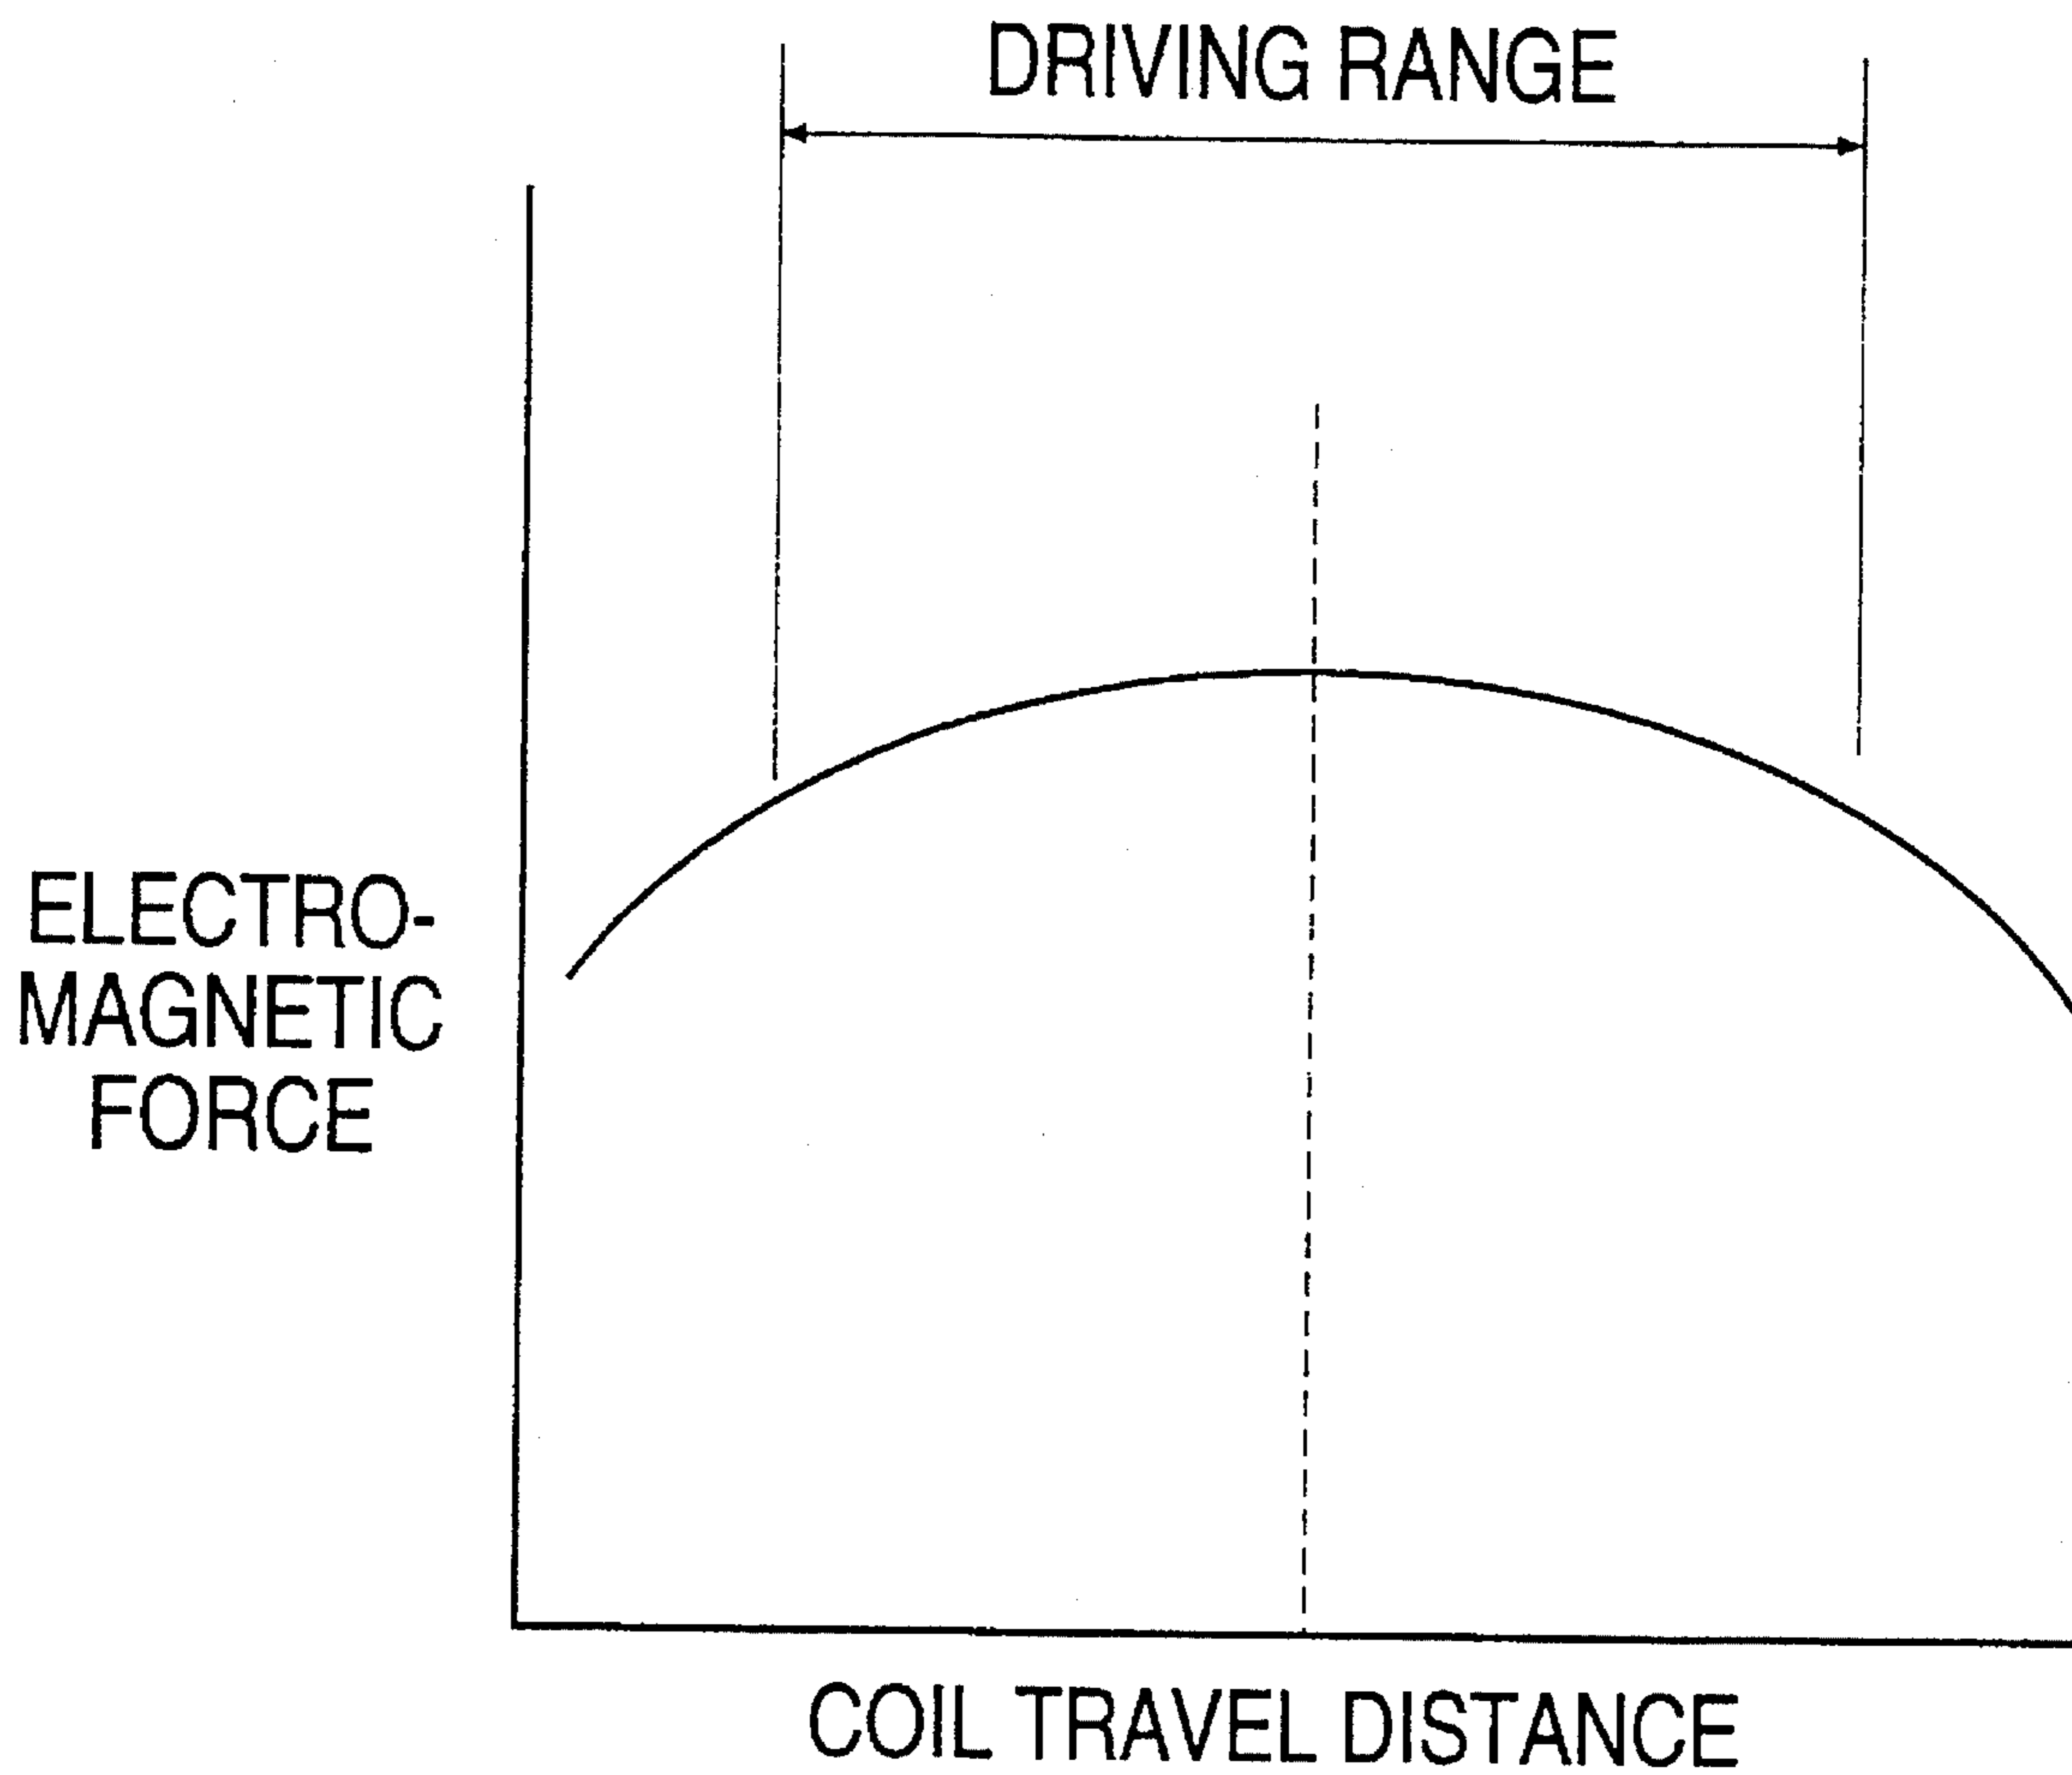 DRIVING RANGE
ELECTRO-
MAGNETIC
FORCE
COIL TRAVEL DISTANCE